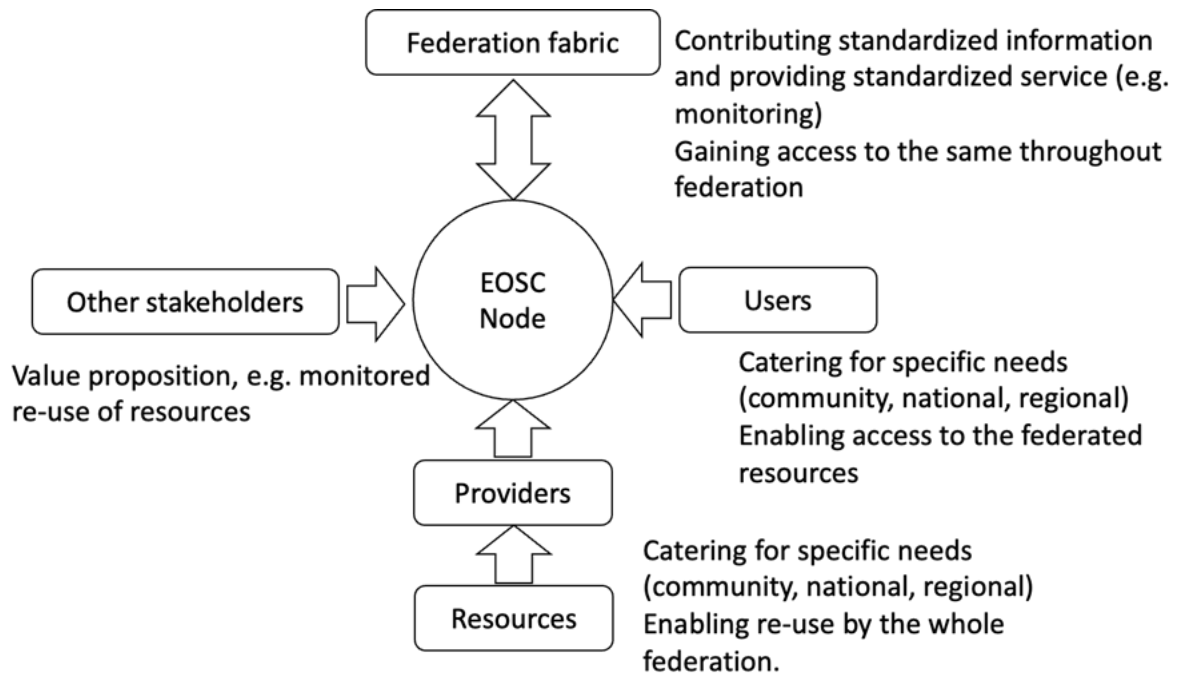 Federation fabric
Contributing standardized information
and providing standardized service (e.g.
monitoring)
Gaining access to the same throughout
federation
EOSC
Node
Other stakeholders
Users
Value proposition, e.g. monitored
re-use of resources
Catering for specific needs
(community, national, regional)
Enabling access to the federated
resources
Providers
Catering for specific needs
(community, national, regional)
Enabling re-use by the whole
federation.
Resources